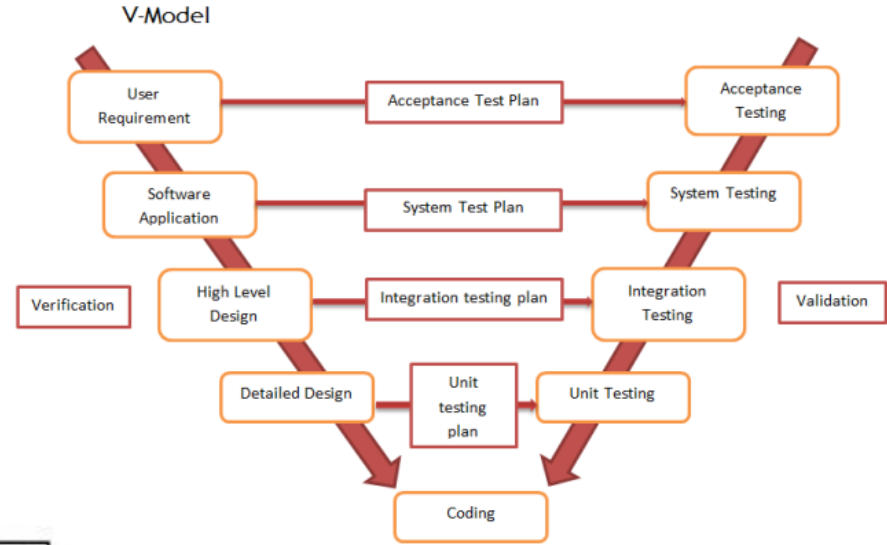 V-Model
User
Requirement
Acceptance Test Plan
Acceptance
Testing
Software
Application
System Test Plan
System Testing
Verification
High Level
Design
Integration testing plan
Integration
Testing
Validation
Detailed Design
Unit
testing
plan
Unit Testing
Coding